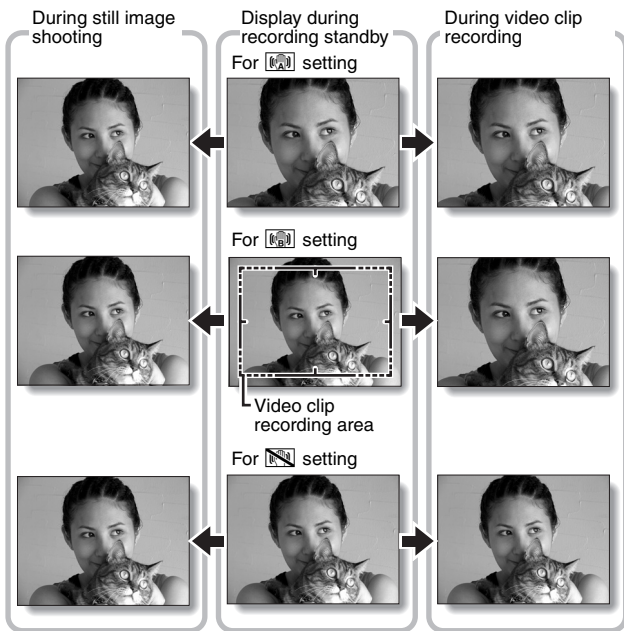 During still image
shooting
Display during
recording standby
During video clip
recording
For A setting
For B setting
Video clip
recording area
For setting